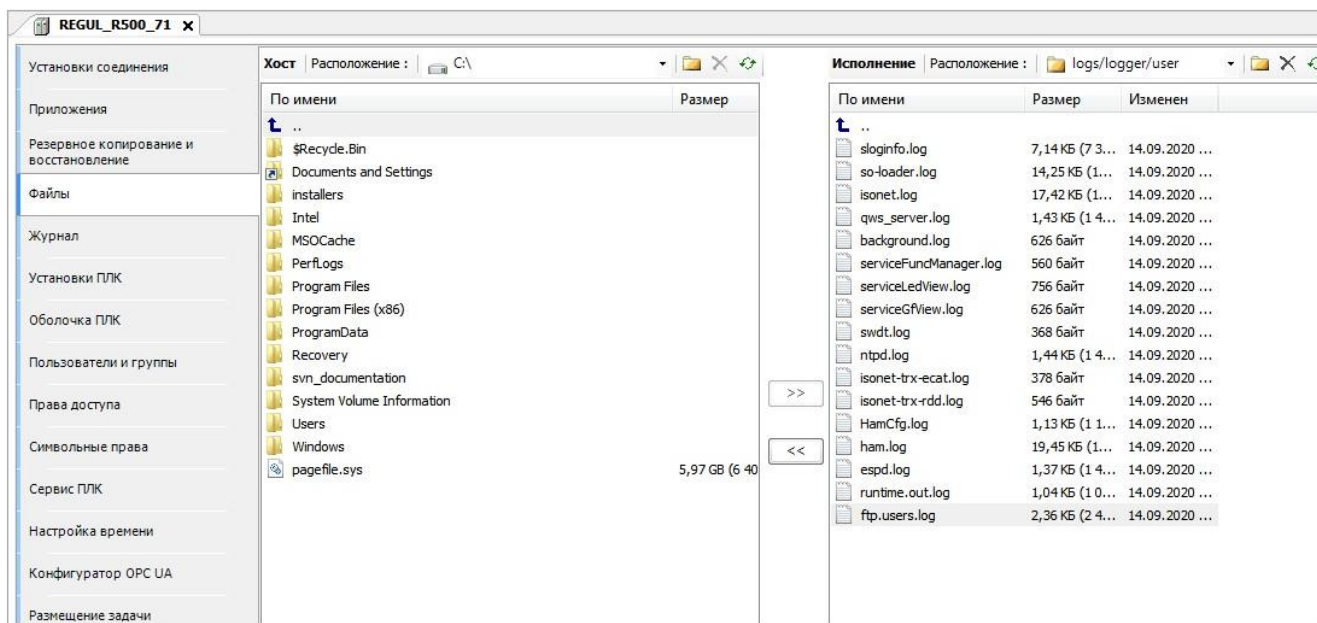 REGUL_R500_71
Установки соединения
Приложения
Резервное копирование и
восстановление
Файлы
Журнал
Установки ПЛК
Оболочка ПЛК
Пользователи и группы
Права доступа
Символьные права
Сервис ПЛК
Настройка времени
Конфигуратор OPC UA
Размещение задачи
Хост Расположение : C:\
По имени Размер
..
$Recycle.Bin
Documents and Settings
installers
Intel
MSOCache
PerfLogs
Program Files
Program Files (x86)
ProgramData
Recovery
svn_documentation
System Volume Information
Users
Windows
pagefile.sys 5,97 GB (6 40
>>
<<
Исполнение Расположение : logs/logger/user
По имени Размер Изменен
..
sloginfo.log 7,14 КБ (7 3... 14.09.2020 ...
so-loader.log 14,25 КБ (1... 14.09.2020 ...
isonet.log 17,42 КБ (1... 14.09.2020 ...
qws_server.log 1,43 КБ (1 4... 14.09.2020 ...
background.log 626 байт 14.09.2020 ...
serviceFuncManager.log 560 байт 14.09.2020 ...
serviceLedView.log 756 байт 14.09.2020 ...
serviceGfView.log 626 байт 14.09.2020 ...
swdt.log 368 байт 14.09.2020 ...
ntpd.log 1,44 КБ (1 4... 14.09.2020 ...
isonet-trx-ecat.log 378 байт 14.09.2020 ...
isonet-trx-rdd.log 546 байт 14.09.2020 ...
HamCfg.log 1,13 КБ (1 1... 14.09.2020 ...
ham.log 19,45 КБ (1... 14.09.2020 ...
espd.log 1,37 КБ (1 4... 14.09.2020 ...
runtime.out.log 1,04 КБ (1 0... 14.09.2020 ...
ftp.users.log 2,36 КБ (2 4... 14.09.2020 ...